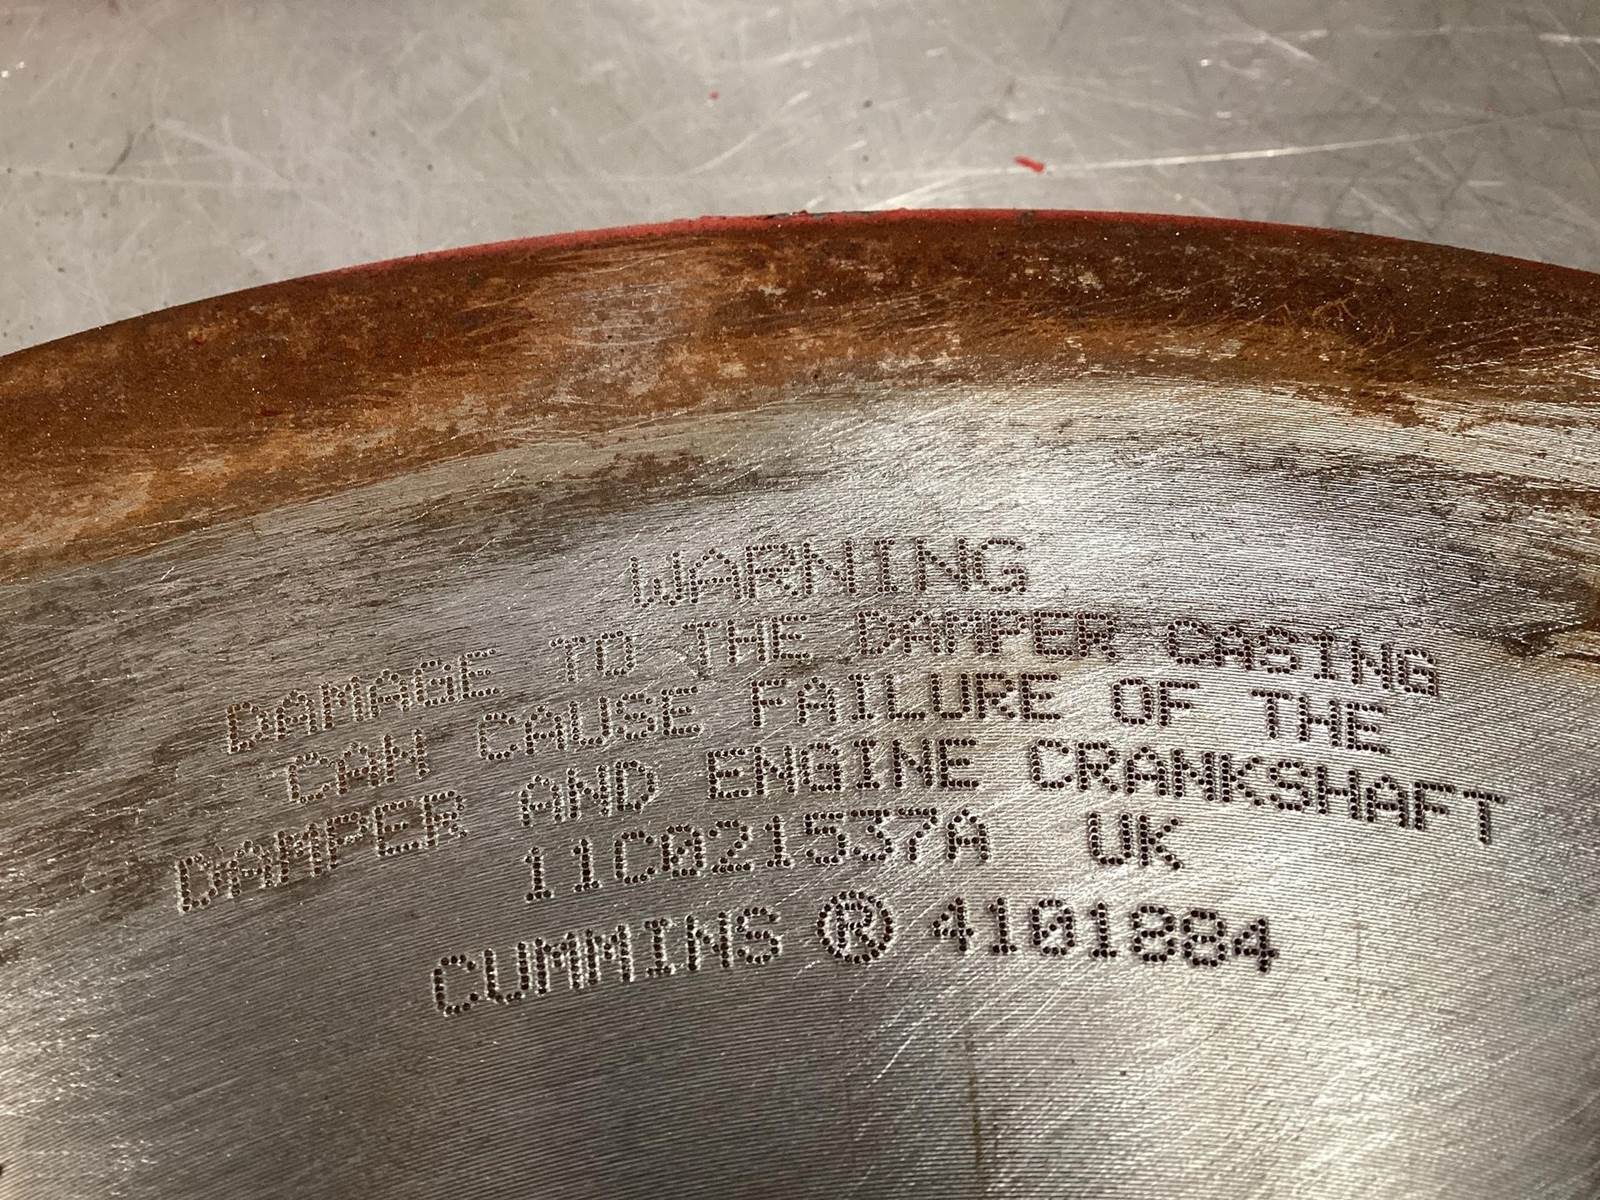 WARNING
DAMAGE TO THE DAMPER CASING
CAN CAUSE FAILURE OF THE
DAMPER AND ENGINE CRANKSHAFT
11C021537A UK
CUMMINS ® 4101884